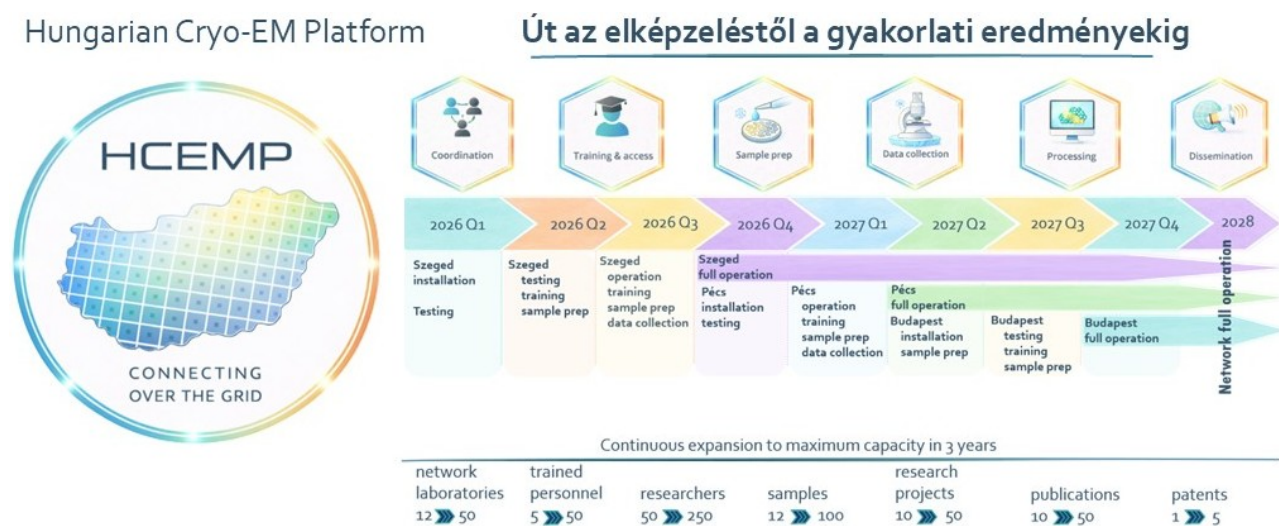 Hungarian Cryo-EM Platform
Út az elképzeléstől a gyakorlati eredményekig
HCEMP
CONNECTING
OVER THE GRID
Coordination
Training & access
Sample prep
Data collection
Processing
Dissemination
2026 Q1
2026 Q2
2026 Q3
2026 Q4
2027 Q1
2027 Q2
2027 Q3
2027 Q4
2028
Szeged
installation
Testing
Szeged
testing
training
sample prep
Szeged
operation
training
sample prep
data collection
Szeged
full operation
Pécs
installation
testing
Pécs
operation
training
sample prep
data collection
Pécs
full operation
Budapest
installation
sample prep
Budapest
testing
training
sample prep
Budapest
full operation
Network full operation
Continuous expansion to maximum capacity in 3 years
network
laboratories
12 50
trained
personnel
5 50
researchers
50 250
samples
12 100
research
projects
10 50
publications
10 50
patents
1 5